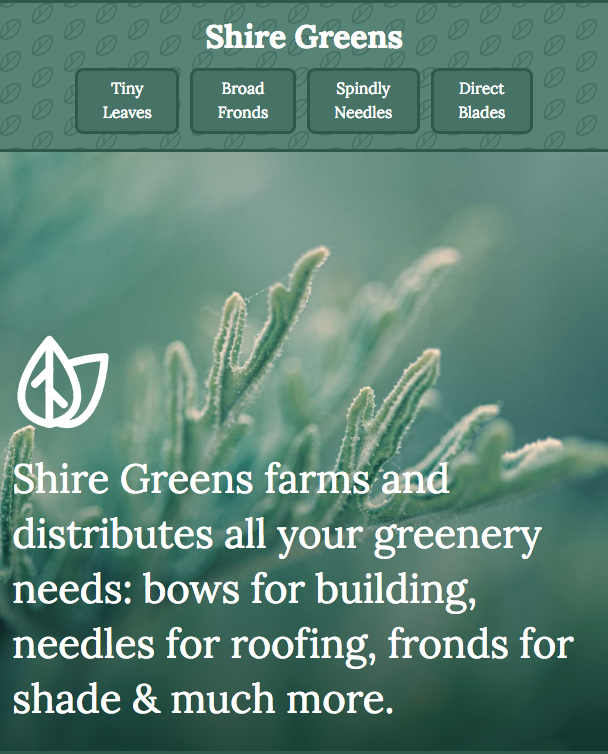 Shire Greens
Tiny
Leaves
Broad
Fronds
Spindly
Needles
Direct
Blades
Shire Greens farms and
distributes all your greenery
needs: bows for building,
needles for roofing, fronds for
shade & much more.